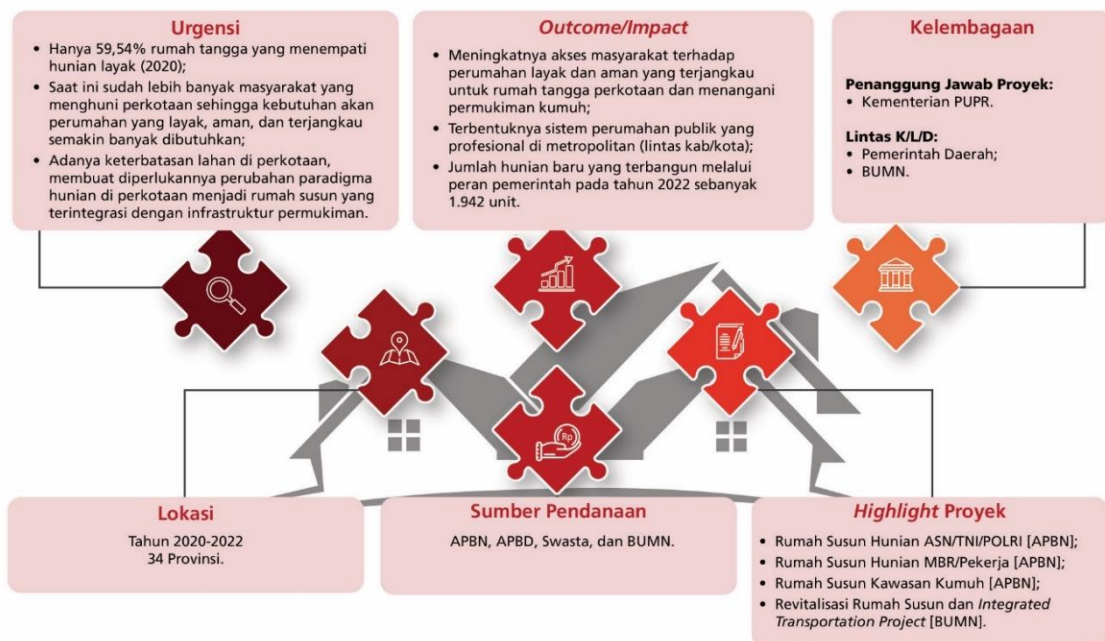 Urgensi
• Hanya 59,54% rumah tangga yang menempati
hunian layak (2020);
• Saat ini sudah lebih banyak masyarakat yang
menghuni perkotaan sehingga kebutuhan akan
perumahan yang layak, aman, dan terjangkau
semakin banyak dibutuhkan;
• Adanya keterbatasan lahan di perkotaan,
membuat diperlukannya perubahan paradigma
hunian di perkotaan menjadi rumah susun yang
terintegrasi dengan infrastruktur permukiman.
Outcome/Impact
• Meningkatnya akses masyarakat terhadap
perumahan layak dan aman yang terjangkau
untuk rumah tangga perkotaan dan menangani
permukiman kumuh;
• Terbentuknya sistem perumahan publik yang
profesional di metropolitan (lintas kab/kota);
• Jumlah hunian baru yang terbangun melalui
peran pemerintah pada tahun 2022 sebanyak
1.942 unit.
Kelembagaan
Penanggung Jawab Proyek:
• Kementerian PUPR.
Lintas K/L/D:
• Pemerintah Daerah;
• BUMN.
Rp
Lokasi
Tahun 2020-2022
34 Provinsi.
Sumber Pendanaan
APBN, APBD, Swasta, dan BUMN.
Highlight Proyek
• Rumah Susun Hunian ASN/TNI/POLRI [APBN];
• Rumah Susun Hunian MBR/Pekerja [APBN];
• Rumah Susun Kawasan Kumuh [APBN];
• Revitalisasi Rumah Susun dan Integrated
Transportation Project [BUMN].